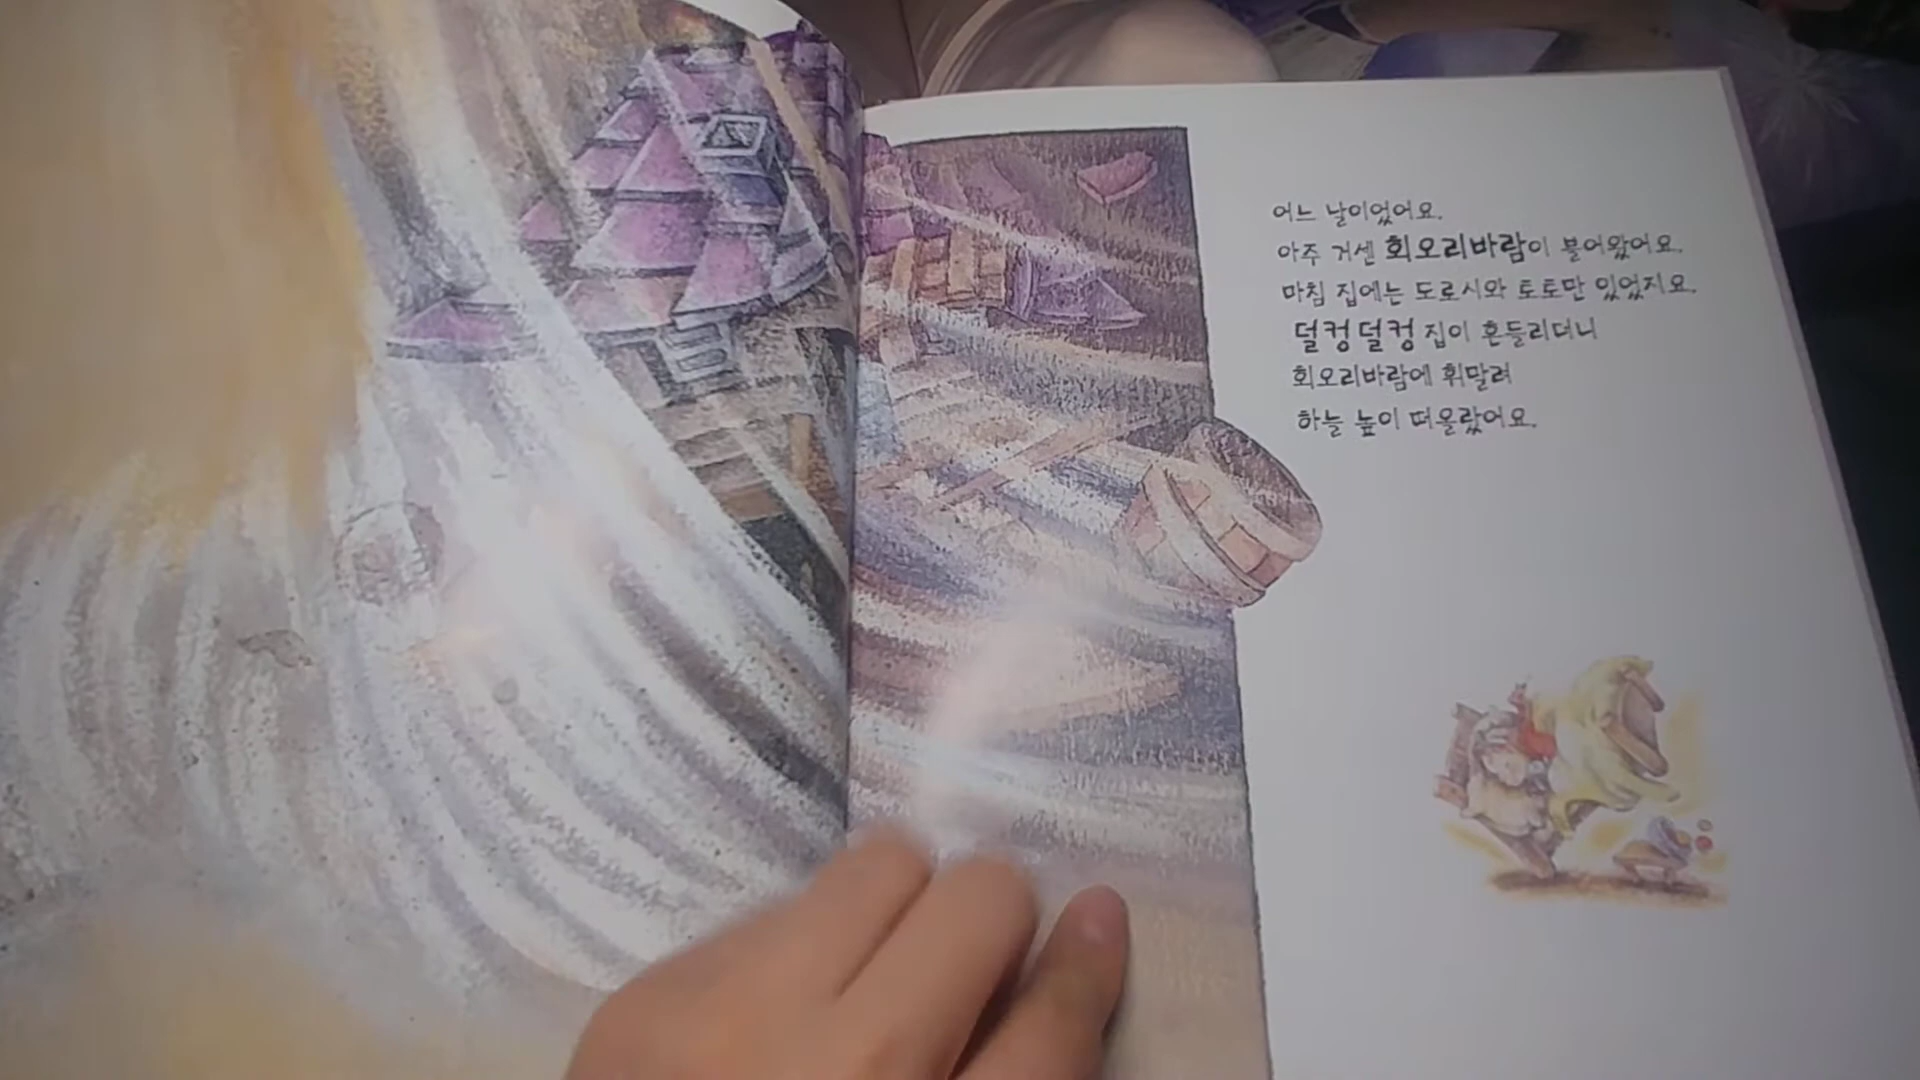 어느 날이었어요.
아주 거센 회오리바람이 불어왔어요.
마침 집에는 도로시와 토토만 있었지요.
덜컹덜컹 집이 흔들리더니
회오리바람에 휘말려
하늘 높이 떠올랐어요.